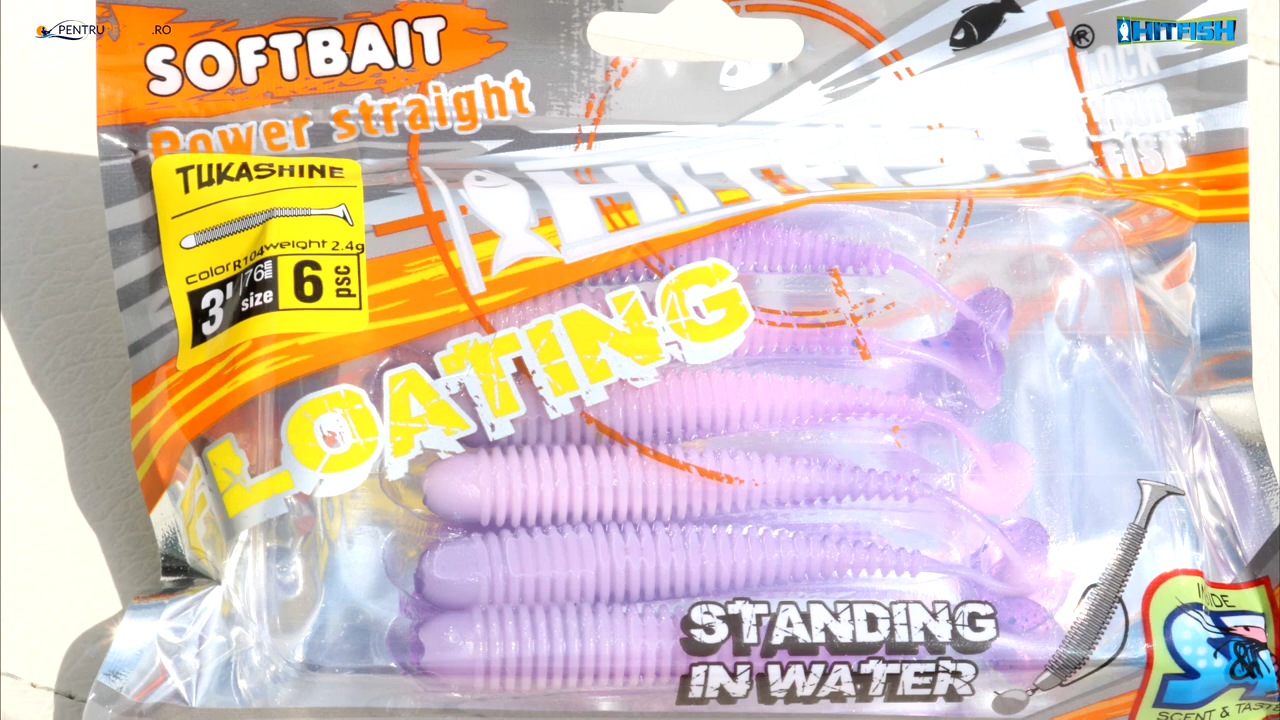 PENTRU .RO
SOFTBAIT
Power straight
® HITFISH
LOCK
YOUR
FISH
HITFISH
TUKASHINE
color R104 weight 2.4g
3" 76mm size 6 psc
LOATING
STANDING
IN WATER
INSIDE
SCENT & TASTE